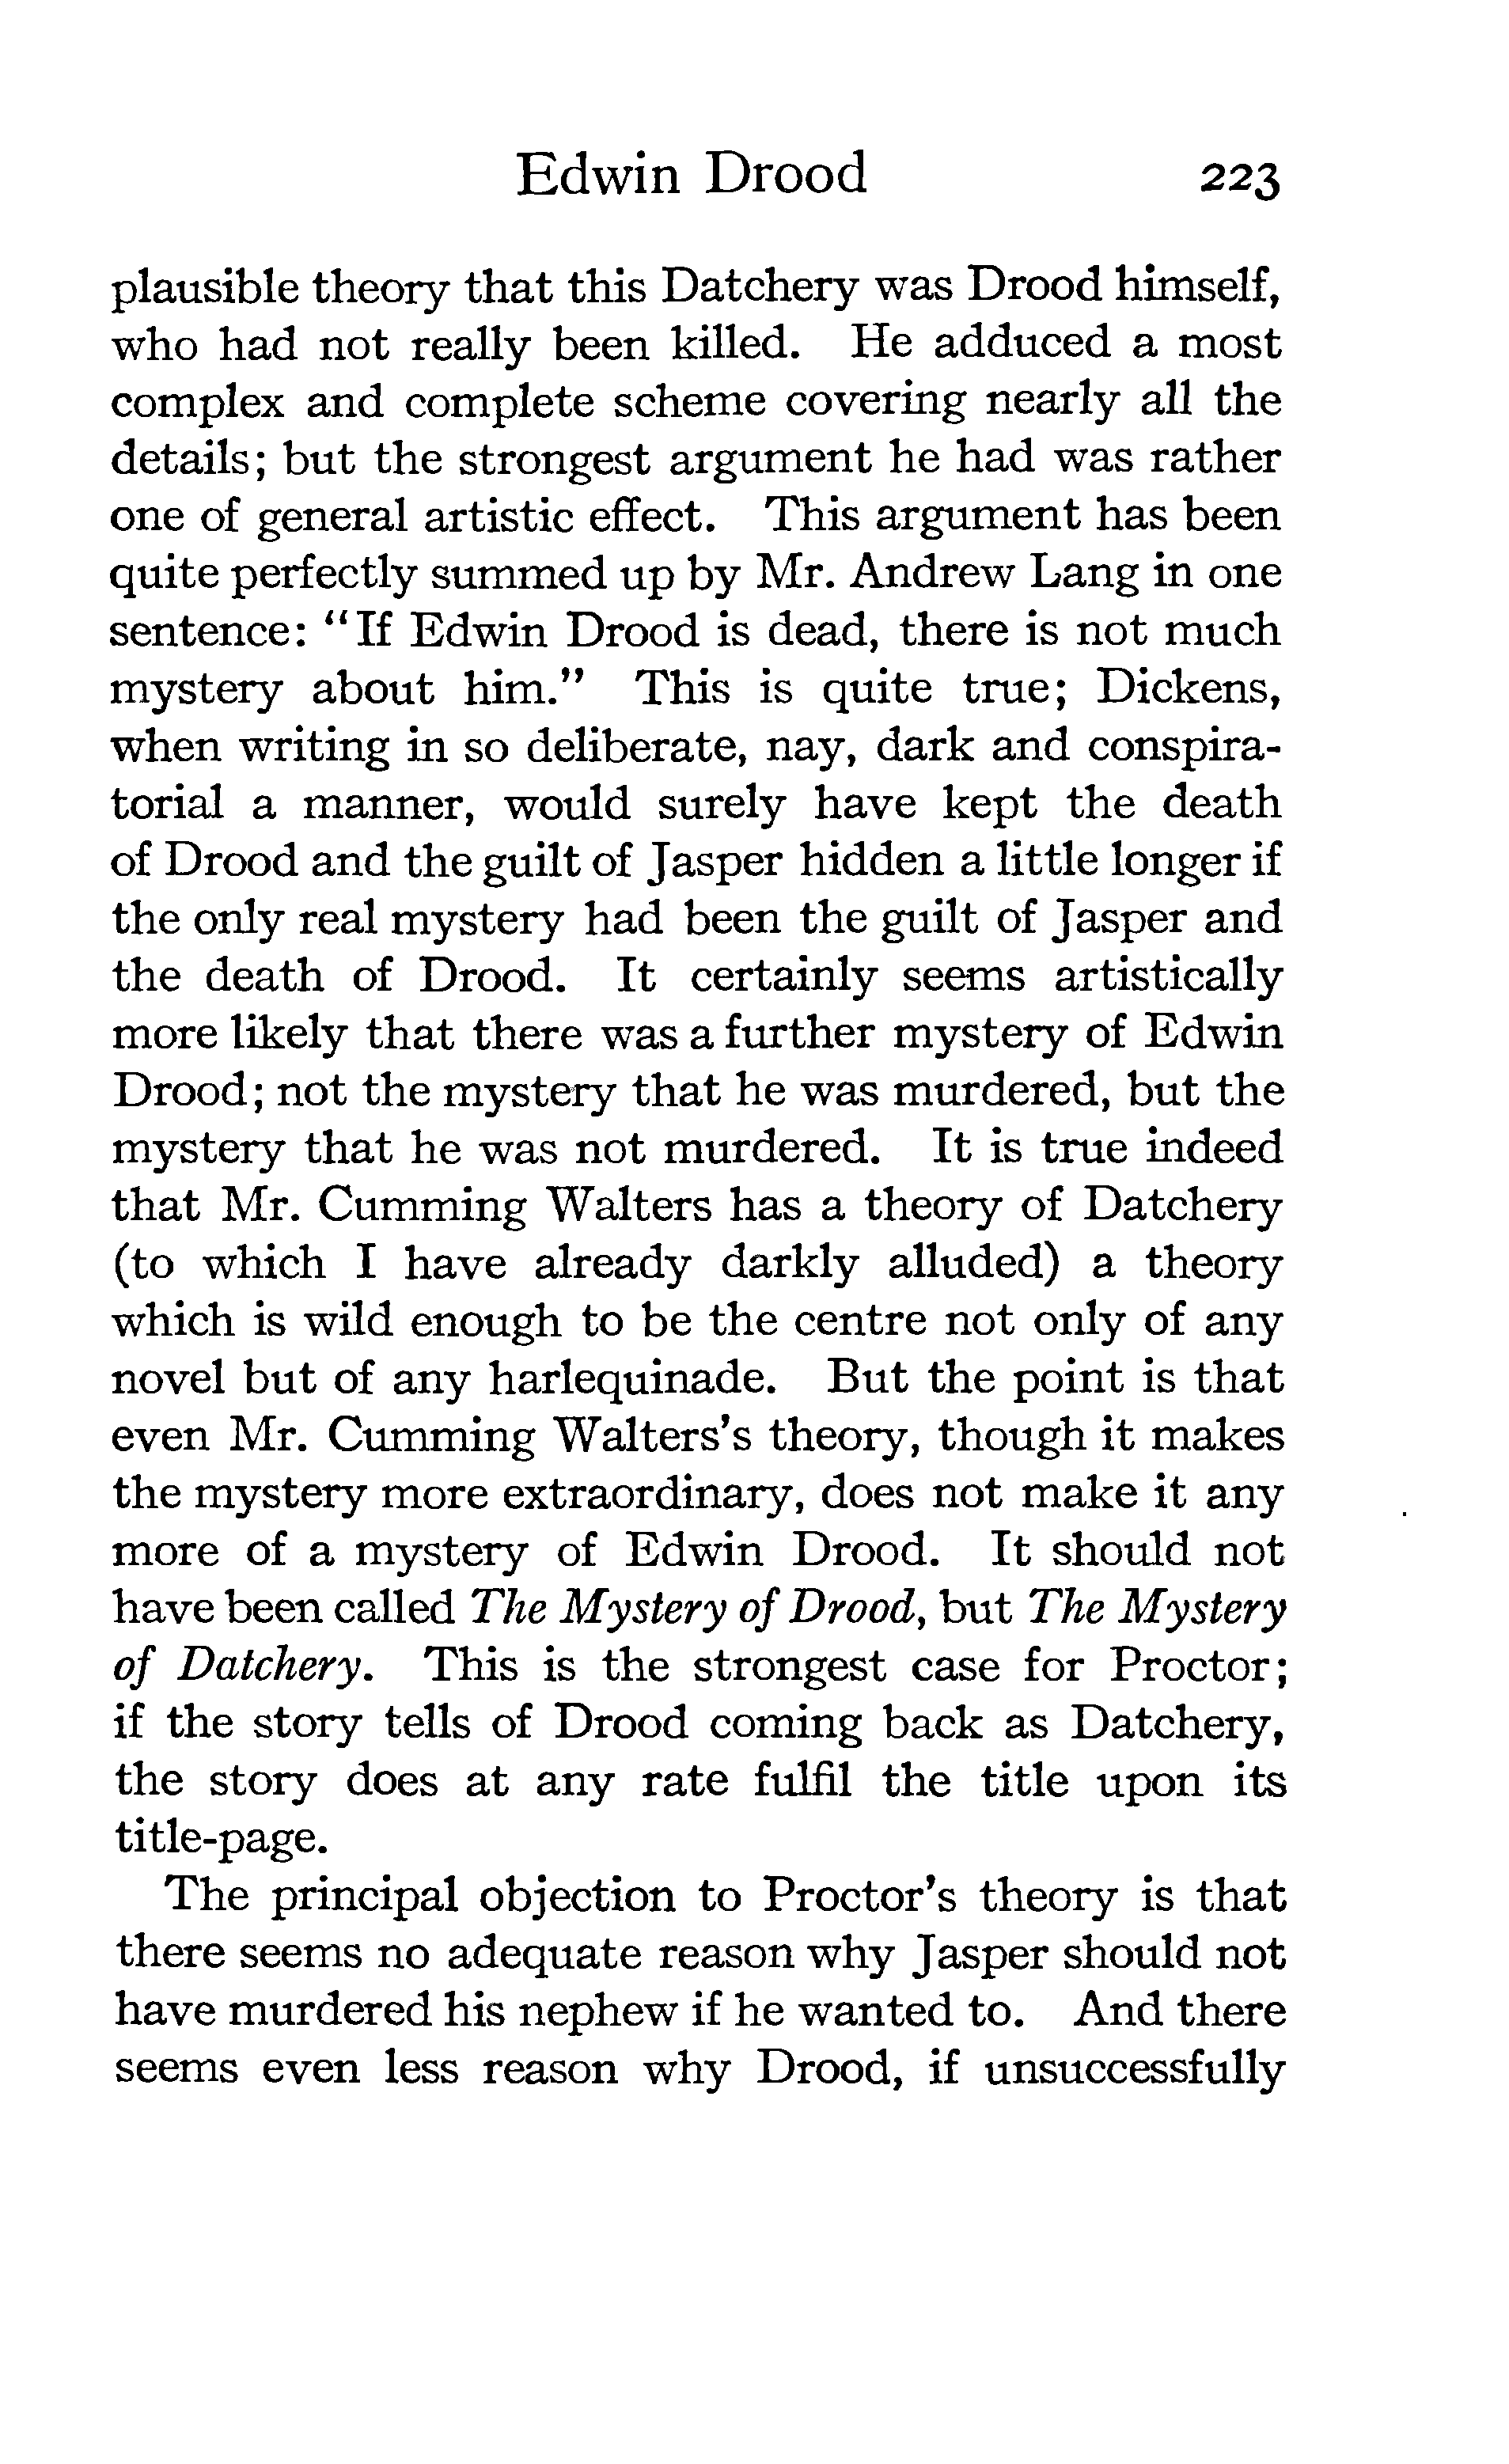 Edwin Drood 223
plausible theory that this Datchery was Drood himself,
who had not really been killed. He adduced a most
complex and complete scheme covering nearly all the
details; but the strongest argument he had was rather
one of general artistic effect. This argument has been
quite perfectly summed up by Mr. Andrew Lang in one
sentence: "If Edwin Drood is dead, there is not much
mystery about him." This is quite true; Dickens,
when writing in so deliberate, nay, dark and conspira-
torial a manner, would surely have kept the death
of Drood and the guilt of Jasper hidden a little longer if
the only real mystery had been the guilt of Jasper and
the death of Drood. It certainly seems artistically
more likely that there was a further mystery of Edwin
Drood; not the mystery that he was murdered, but the
mystery that he was not murdered. It is true indeed
that Mr. Cumming Walters has a theory of Datchery
(to which I have already darkly alluded) a theory
which is wild enough to be the centre not only of any
novel but of any harlequinade. But the point is that
even Mr. Cumming Walters's theory, though it makes
the mystery more extraordinary, does not make it any
more of a mystery of Edwin Drood. It should not
have been called The Mystery of Drood, but The Mystery
of Datchery. This is the strongest case for Proctor;
if the story tells of Drood coming back as Datchery,
the story does at any rate fulfil the title upon its
title-page.
The principal objection to Proctor's theory is that
there seems no adequate reason why Jasper should not
have murdered his nephew if he wanted to. And there
seems even less reason why Drood, if unsuccessfully